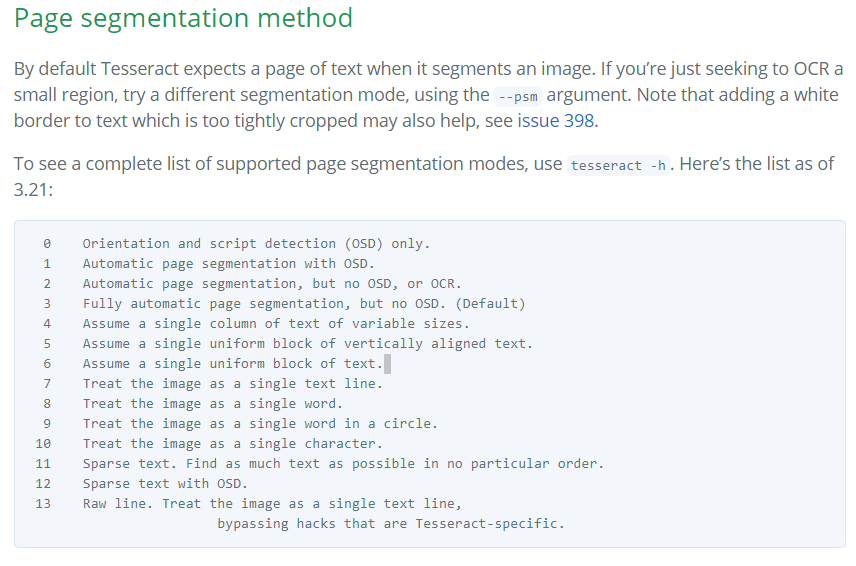 Page segmentation method
By default Tesseract expects a page of text when it segments an image. If you’re just seeking to OCR a
small region, try a different segmentation mode, using the --psm argument. Note that adding a white
border to text which is too tightly cropped may also help, see issue 398.
To see a complete list of supported page segmentation modes, use tesseract -h. Here’s the list as of
3.21:
0    Orientation and script detection (OSD) only.
1    Automatic page segmentation with OSD.
2    Automatic page segmentation, but no OSD, or OCR.
3    Fully automatic page segmentation, but no OSD. (Default)
4    Assume a single column of text of variable sizes.
5    Assume a single uniform block of vertically aligned text.
6    Assume a single uniform block of text.
7    Treat the image as a single text line.
8    Treat the image as a single word.
9    Treat the image as a single word in a circle.
10    Treat the image as a single character.
11    Sparse text. Find as much text as possible in no particular order.
12    Sparse text with OSD.
13    Raw line. Treat the image as a single text line,
bypassing hacks that are Tesseract-specific.